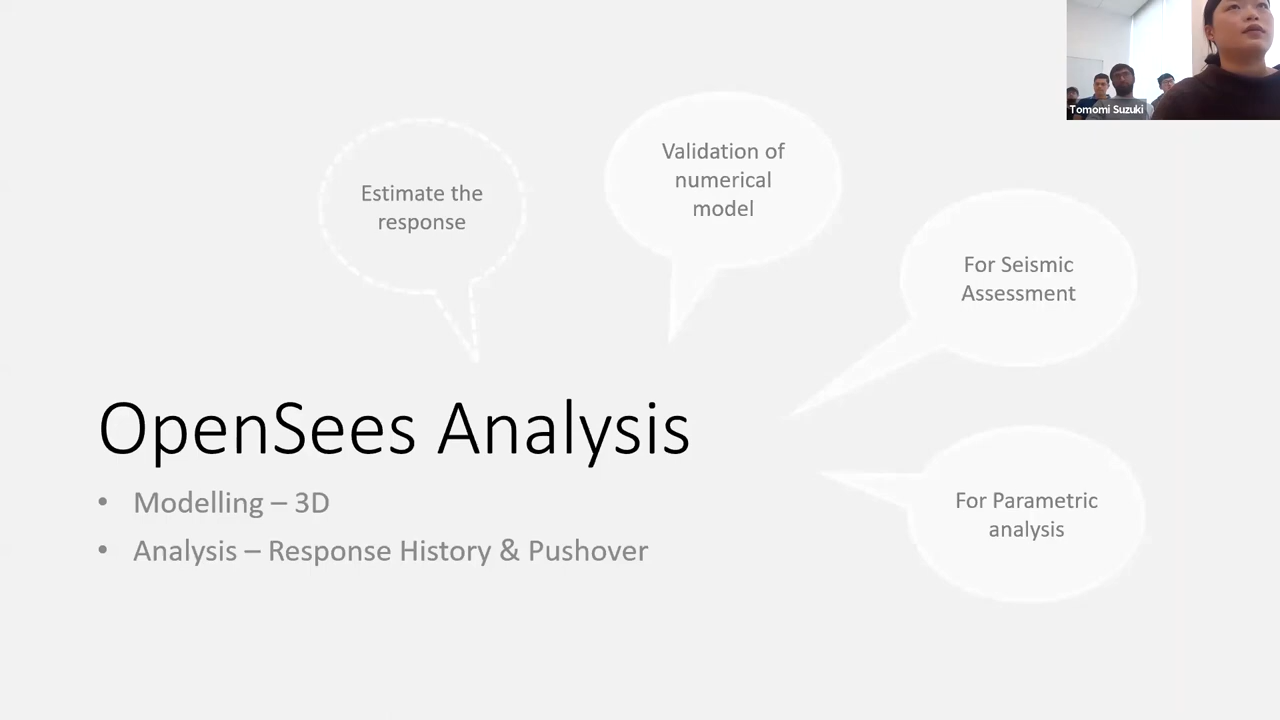 Tomomi Suzuki
Estimate the
response
Validation of
numerical
model
For Seismic
Assessment
OpenSees Analysis
• Modelling – 3D
• Analysis – Response History & Pushover
For Parametric
analysis